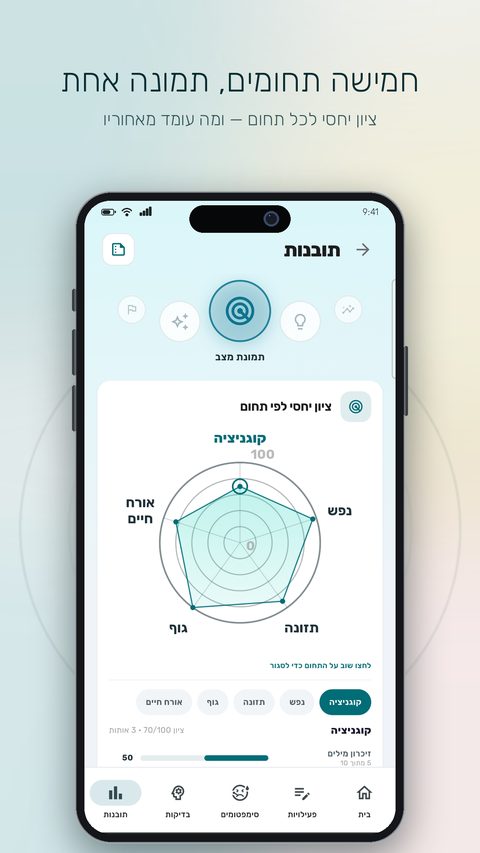 חמישה תחומים, תמונה אחת
ציון יחסי לכל תחום – ומה עומד מאחוריו
9:41
תובנות
תמונת מצב
ציון יחסי לפי תחום
קוגניציה
100
נפש
אורח
חיים
0
תזונה
גוף
לחצו שוב על התחום כדי לסגור
קוגניציה נפש תזונה גוף אורח חיים
קוגניציה ציון 70/100 • 3 אותות
זיכרון מילים 50
5 מתוך 10
בית פעילויות סימפטומים בדיקות תובנות